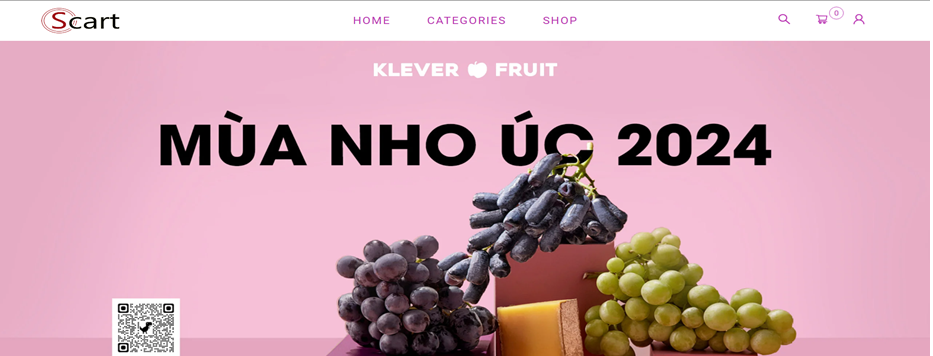 Scart
HOME CATEGORIES SHOP
0
KLEVER FRUIT
MÙA NHO ÚC 2024